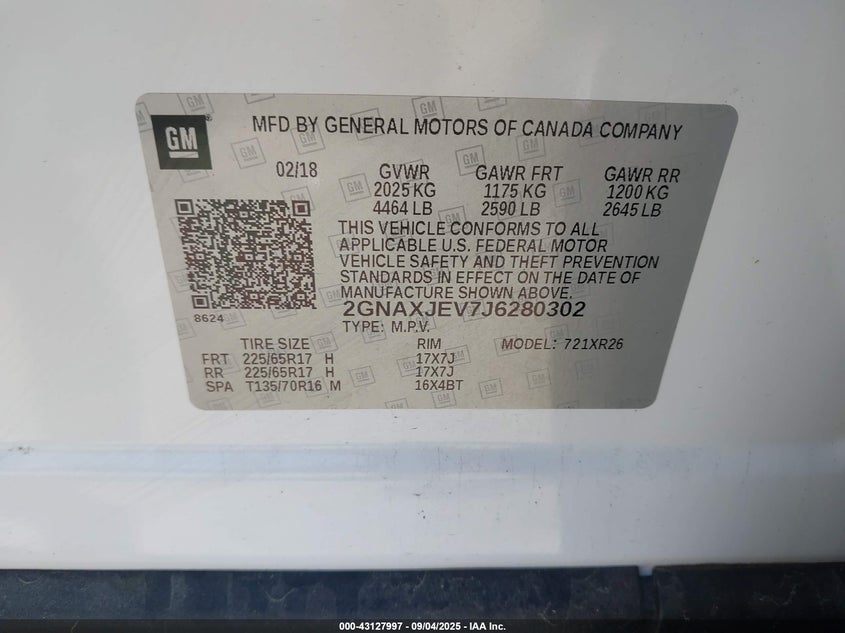 GM
MFD BY GENERAL MOTORS OF CANADA COMPANY
02/18 GVWR GAWR FRT GAWR RR
2025 KG 1175 KG 1200 KG
4464 LB 2590 LB 2645 LB
THIS VEHICLE CONFORMS TO ALL
APPLICABLE U.S. FEDERAL MOTOR
VEHICLE SAFETY AND THEFT PREVENTION
STANDARDS IN EFFECT ON THE DATE OF
MANUFACTURE SHOWN ABOVE.
8624 2GNAXJEV7J6280302
TYPE: M.P.V.
TIRE SIZE RIM MODEL: 721XR26
FRT 225/65R17 H 17X7J
RR 225/65R17 H 17X7J
SPA T135/70R16 M 16X4BT
000-43127997 - 09/04/2025 - IAA Inc.